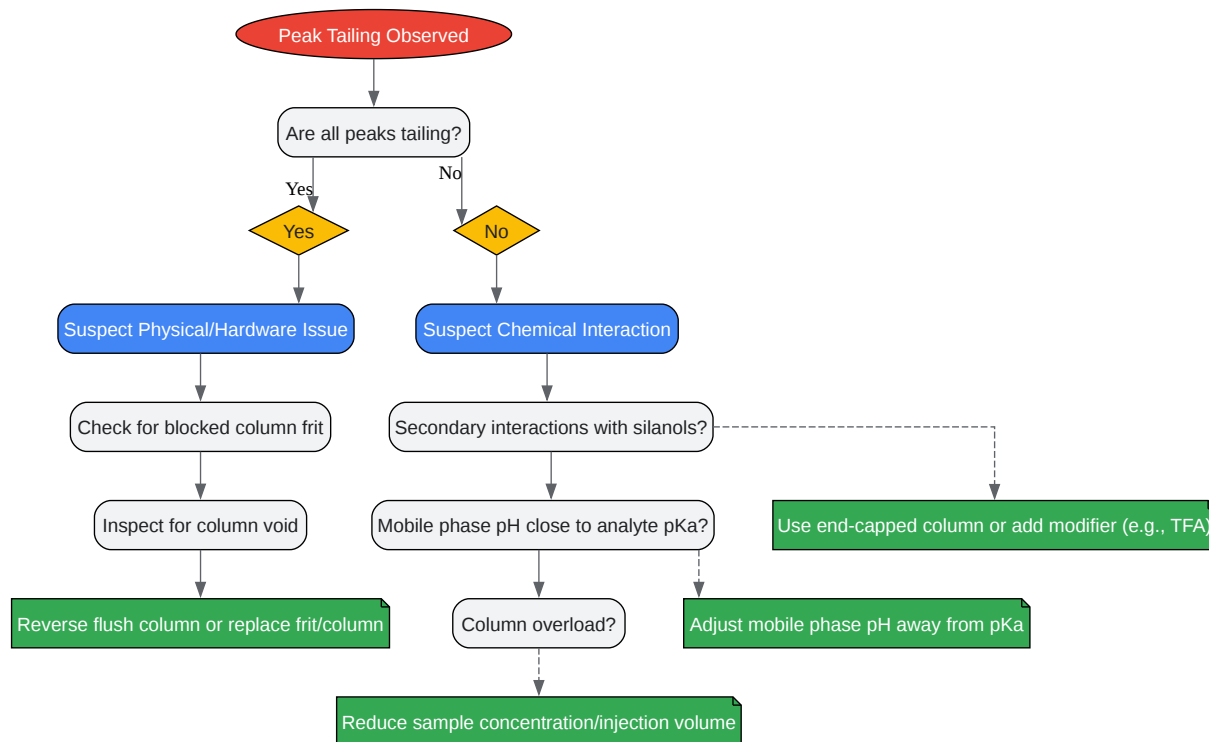 Peak Tailing Observed
Are all peaks tailing?
Yes
No
Yes
No
Suspect Physical/Hardware Issue
Suspect Chemical Interaction
Check for blocked column frit
Secondary interactions with silanols?
Inspect for column void
Mobile phase pH close to analyte pKa?
Use end-capped column or add modifier (e.g., TFA)
Reverse flush column or replace frit/column
Column overload?
Adjust mobile phase pH away from pKa
Reduce sample concentration/injection volume